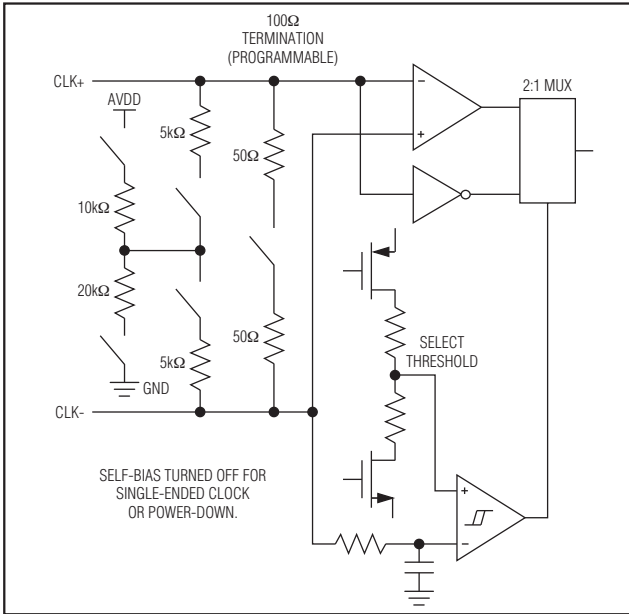 100Ω
TERMINATION
(PROGRAMMABLE)
CLK+
AVDD
2:1 MUX
−
+
5kΩ
50Ω
10kΩ
20kΩ
5kΩ
50Ω
SELECT
THRESHOLD
GND
CLK-
SELF-BIAS TURNED OFF FOR
SINGLE-ENDED CLOCK
OR POWER-DOWN.
+
−